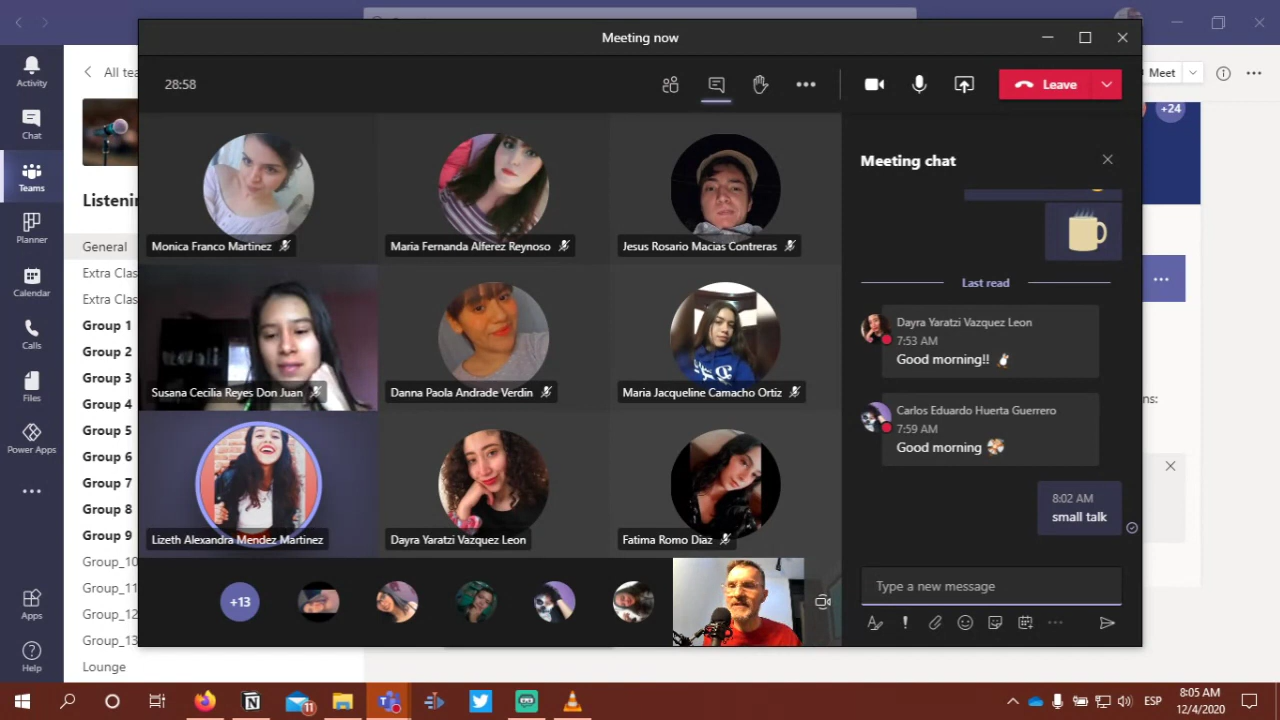 Meeting now
Activity
Chat
Teams
Planner
Calendar
Calls
Files
Power Apps
Apps
Help
All tea
Listenin
General
Extra Clas
Extra Clas
Group 1
Group 2
Group 3
Group 4
Group 5
Group 6
Group 7
Group 8
Group 9
Group_10
Group_11
Group_12
Group_13
Lounge
28:58
Leave
Meet
+24
Monica Franco Martinez
Maria Fernanda Alferez Reynoso
Jesus Rosario Macias Contreras
Susana Cecilia Reyes Don Juan
Danna Paola Andrade Verdin
Maria Jacqueline Camacho Ortiz
Lizeth Alexandra Mendez Martinez
Dayra Yaratzi Vazquez Leon
Fatima Romo Diaz
+13
Meeting chat
Last read
Dayra Yaratzi Vazquez Leon
7:53 AM
Good morning!!
Carlos Eduardo Huerta Guerrero
7:59 AM
Good morning
8:02 AM
small talk
Type a new message
ns:
11
ESP
8:05 AM
12/4/2020